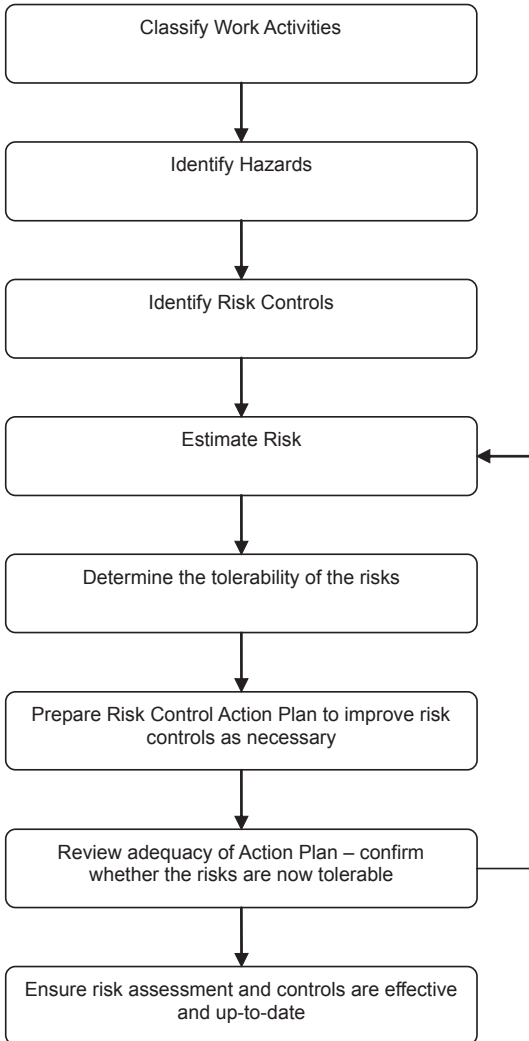 Classify Work Activities
Identify Hazards
Identify Risk Controls
Estimate Risk
Determine the tolerability of the risks
Prepare Risk Control Action Plan to improve risk
controls as necessary
Review adequacy of Action Plan – confirm
whether the risks are now tolerable
Ensure risk assessment and controls are effective
and up-to-date